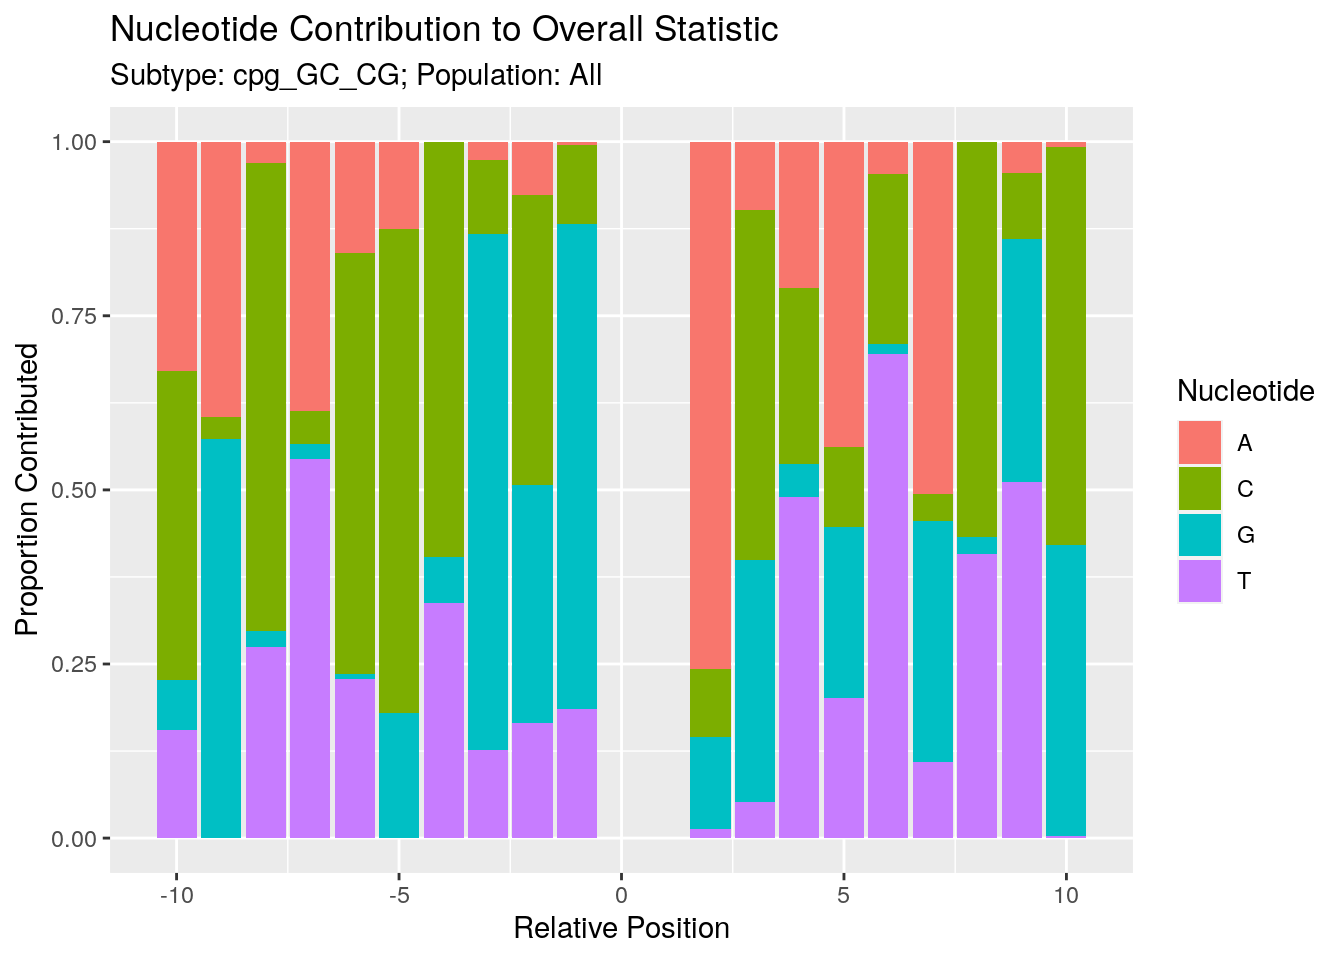 Nucleotide Contribution to Overall Statistic
Subtype: cpg_GC_CG; Population: All
Proportion Contributed
1.00
0.75
0.50
0.25
0.00
-10
-5
0
5
10
Relative Position
Nucleotide
A
C
G
T